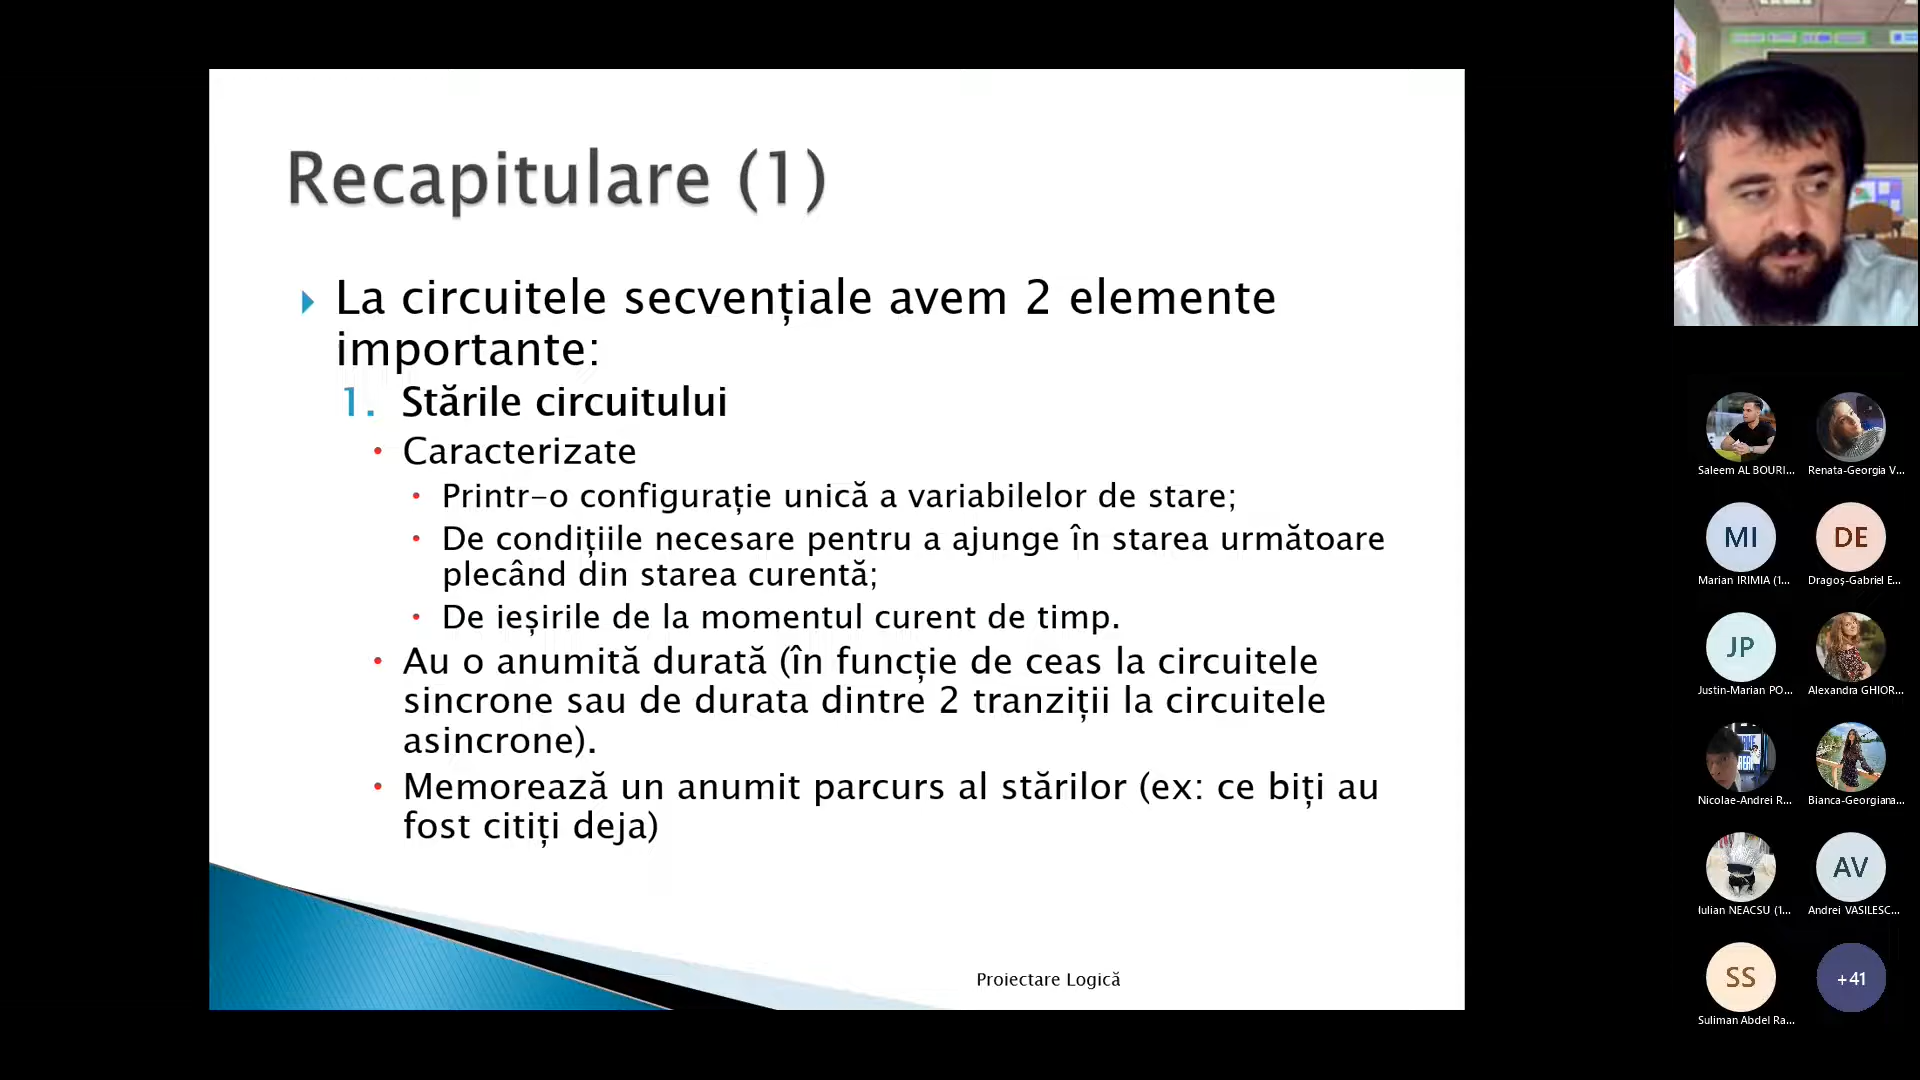 Recapitulare (1)
La circuitele secvențiale avem 2 elemente
importante:
1. Stările circuitului
Caracterizate
Printr-o configurație unică a variabilelor de stare;
De condițiile necesare pentru a ajunge în starea următoare
plecând din starea curentă;
De ieșirile de la momentul curent de timp.
Au o anumită durată (în funcție de ceas la circuitele
sincrone sau de durata dintre 2 tranziții la circuitele
asincrone).
Memorează un anumit parcurs al stărilor (ex: ce biți au
fost citiți deja)
Proiectare Logică
Saleem AL BOURI...
Renata-Georgia V...
MI
DE
Marian IRIMIA (1...
Dragoș-Gabriel E...
JP
Justin-Marian PO...
Alexandra GHIOR...
Nicolae-Andrei R...
Bianca-Georgiana...
AV
Iulian NEACSU (1...
Andrei VASILESC...
SS
+41
Suliman Abdel Ra...